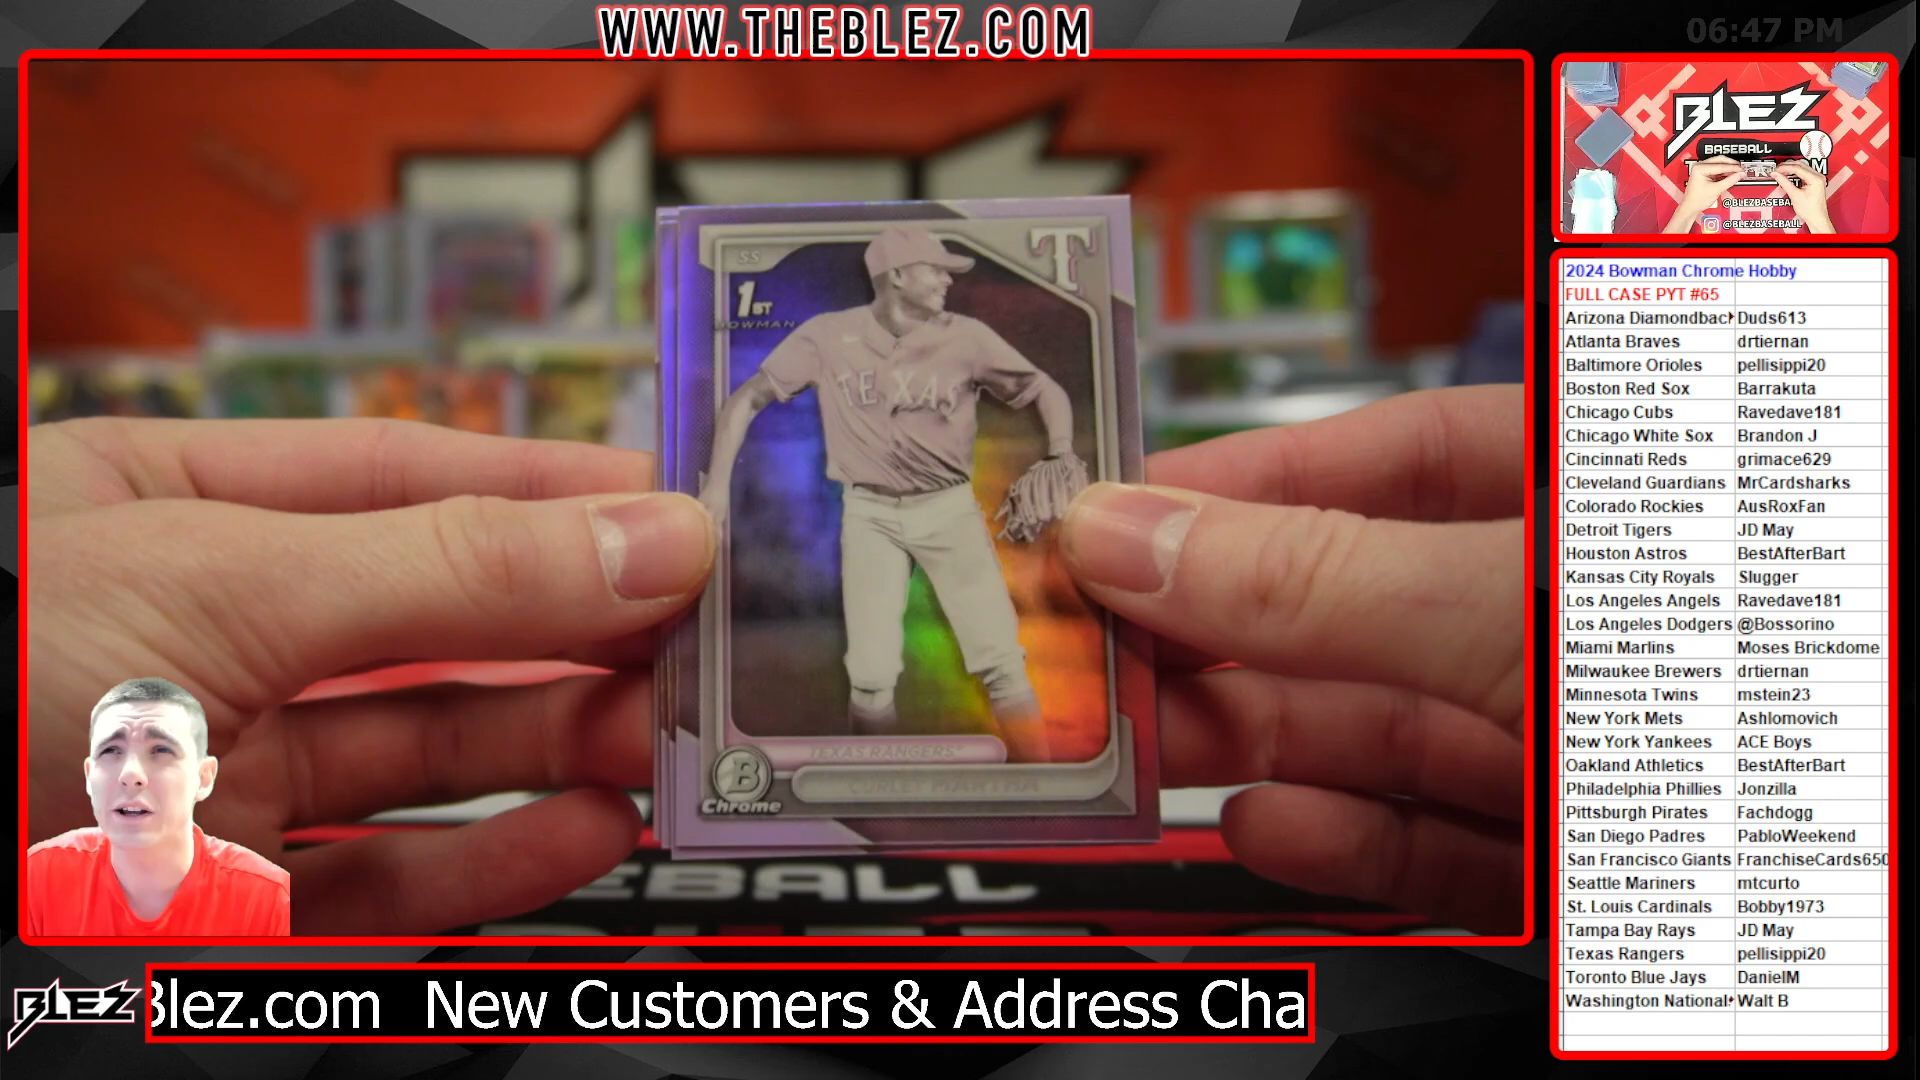 WWW.THEBLEZ.COM
06:47 PM
BLEZ
BASEBALL
@BLEZBASEBALL
@BLEZBASEBALL
SS
1ST
BOWMAN
T
TEXAS
TEXAS RANGERS
CURLEY MARTHA
B
Chrome
EBALL
2024 Bowman Chrome Hobby
FULL CASE PYT #65
Arizona Diamondback Duds613
Atlanta Braves drtiernan
Baltimore Orioles pellisippi20
Boston Red Sox Barrakuta
Chicago Cubs Ravedave181
Chicago White Sox Brandon J
Cincinnati Reds grimace629
Cleveland Guardians MrCardsharks
Colorado Rockies AusRoxFan
Detroit Tigers JD May
Houston Astros BestAfterBart
Kansas City Royals Slugger
Los Angeles Angels Ravedave181
Los Angeles Dodgers @Bossorino
Miami Marlins Moses Brickdome
Milwaukee Brewers drtiernan
Minnesota Twins mstein23
New York Mets Ashlomovich
New York Yankees ACE Boys
Oakland Athletics BestAfterBart
Philadelphia Phillies Jonzilla
Pittsburgh Pirates Fachdogg
San Diego Padres PabloWeekend
San Francisco Giants FranchiseCards650
Seattle Mariners mtcurto
St. Louis Cardinals Bobby1973
Tampa Bay Rays JD May
Texas Rangers pellisippi20
Toronto Blue Jays DanielM
Washington National Walt B
BLEZ
Blez.com New Customers & Address Cha